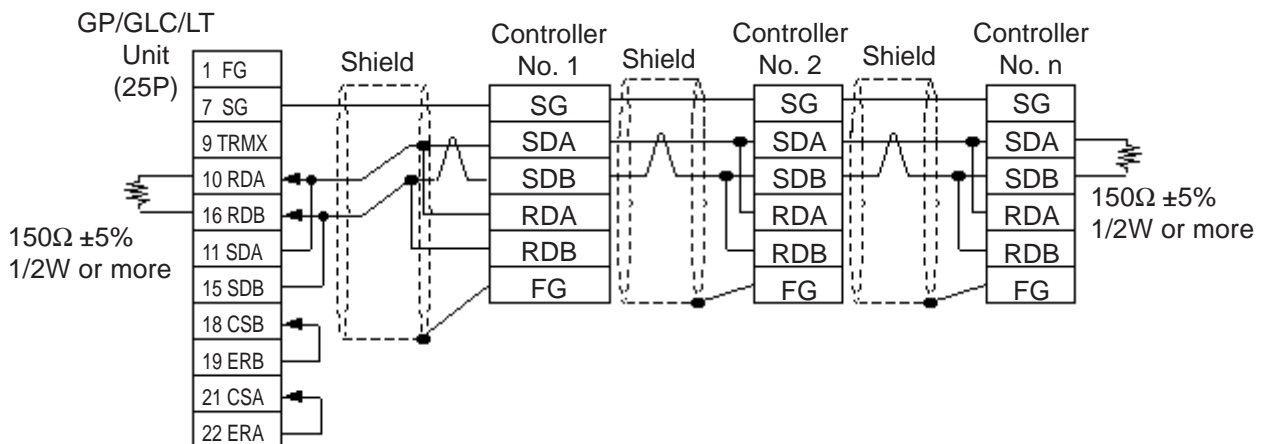 GP/GLC/LT
Unit
(25P)
1 FG
7 SG
9 TRMX
10 RDA
16 RDB
11 SDA
15 SDB
18 CSB
19 ERB
21 CSA
22 ERA
150Ω ±5%
1/2W or more
Shield
Controller
No. 1
SG
SDA
SDB
RDA
RDB
FG
Shield
Controller
No. 2
SG
SDA
SDB
RDA
RDB
FG
Shield
Controller
No. n
SG
SDA
SDB
RDA
RDB
FG
150Ω ±5%
1/2W or more